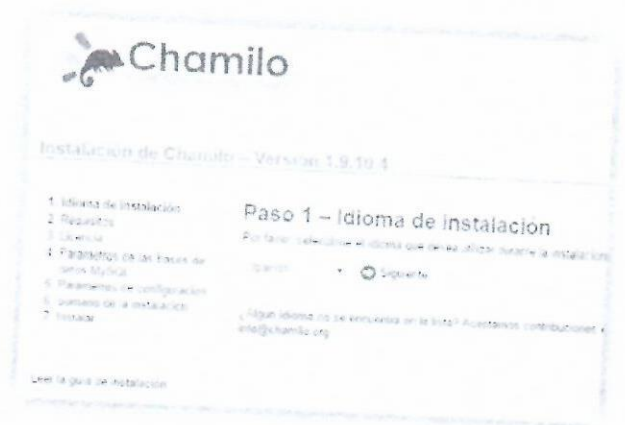 Chamilo
Instalación de Chamilo – Versión 1.9.10.4
1. Idioma de instalación
2. Requisitos
3. Licencia
4. Parámetros de las bases de
datos MySQL
5. Parámetros de configuración
6. de la instalación
7. Instalar
Paso 1 – Idioma de instalación
Por favor, seleccione el idioma que desea utilizar durante la instalación
Spanish
Siguiente
¿Algún idioma no se encuentra en la lista? Aceptamos
info@chamilo.org
Leer la guía de instalación